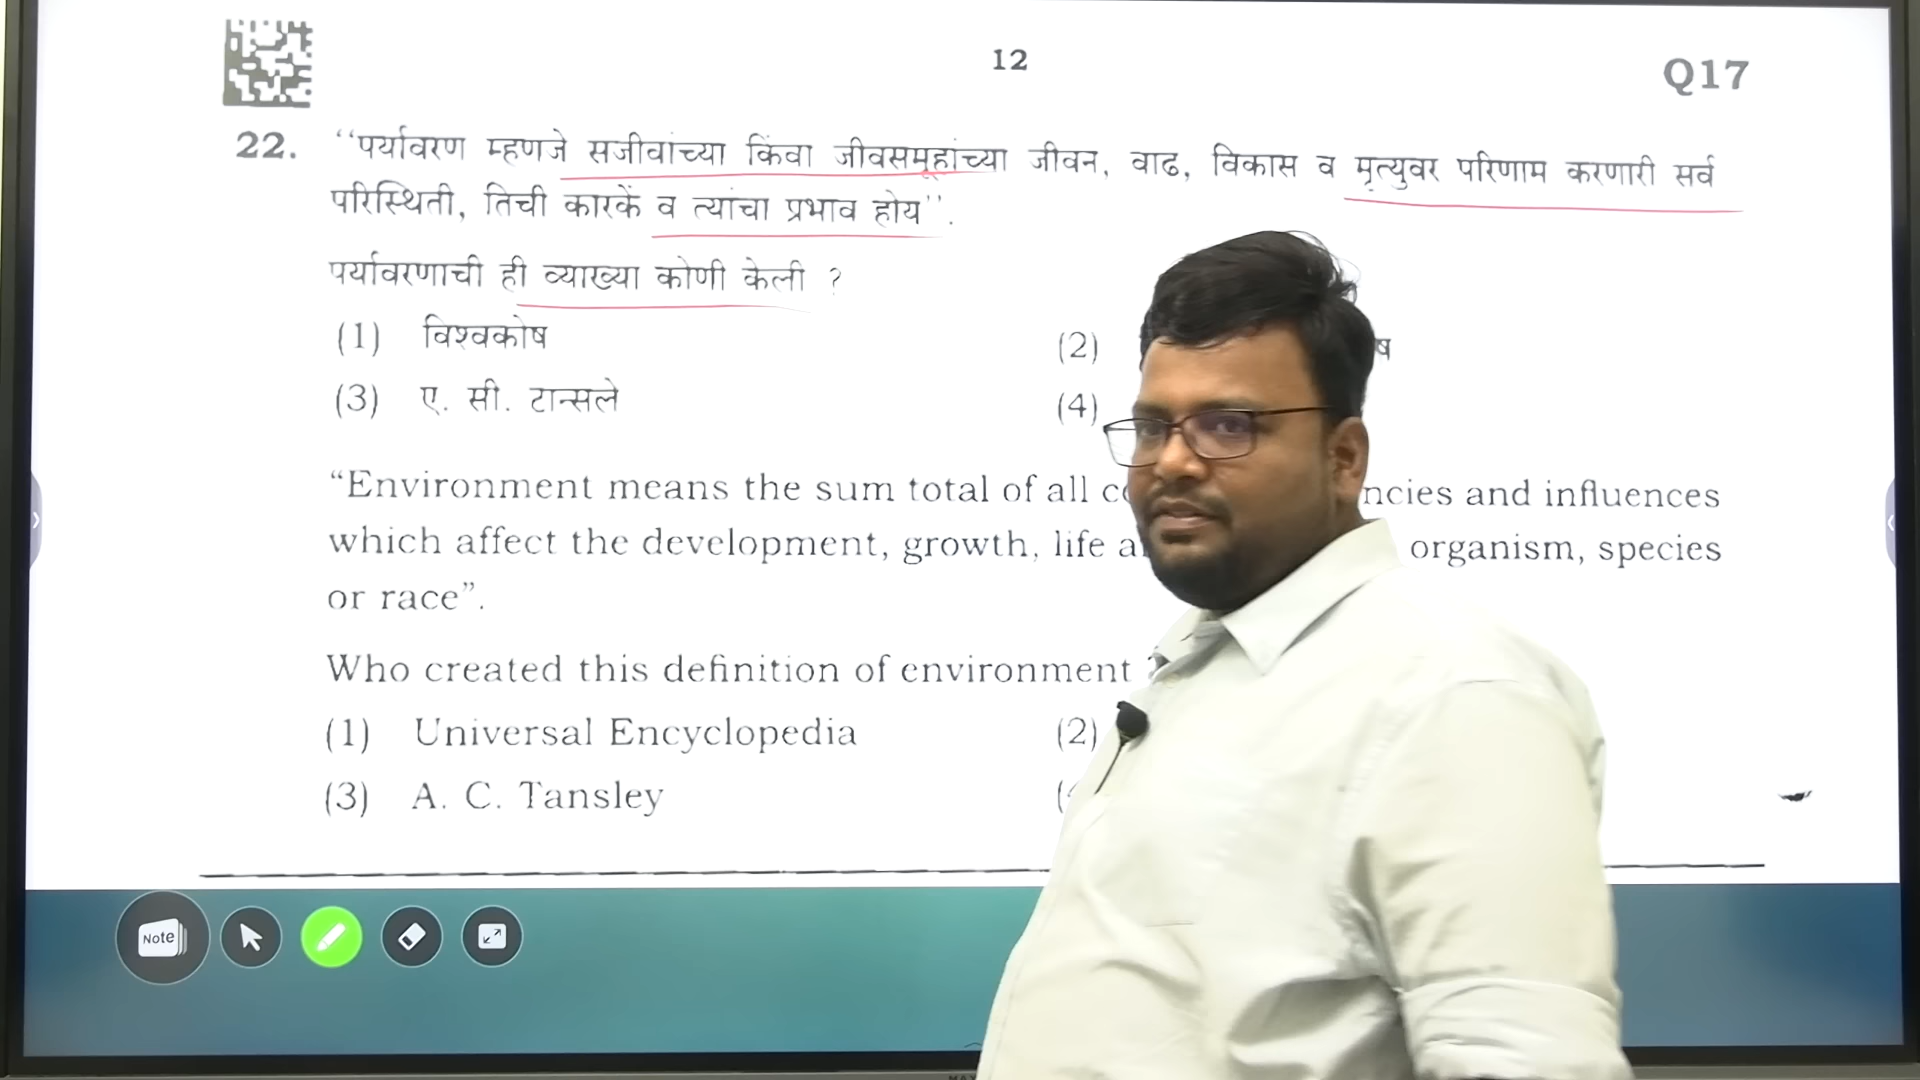 12
Q17
22. “पर्यावरण म्हणजे सजीवांच्या किंवा जीवसमूहांच्या जीवन, वाढ, विकास व मृत्युवर परिणाम करणारी सर्व
परिस्थिती, तिची कारकें व त्यांचा प्रभाव होय”.
पर्यावरणाची ही व्याख्या कोणी केली ?
(1) विश्वकोष (2)
(3) ए. सी. टान्सले (4)
“Environment means the sum total of all and influences
which affect the development, growth, life organism, species
or race”.
Who created this definition of environment
(1) Universal Encyclopedia (2)
(3) A. C. Tansley
Note